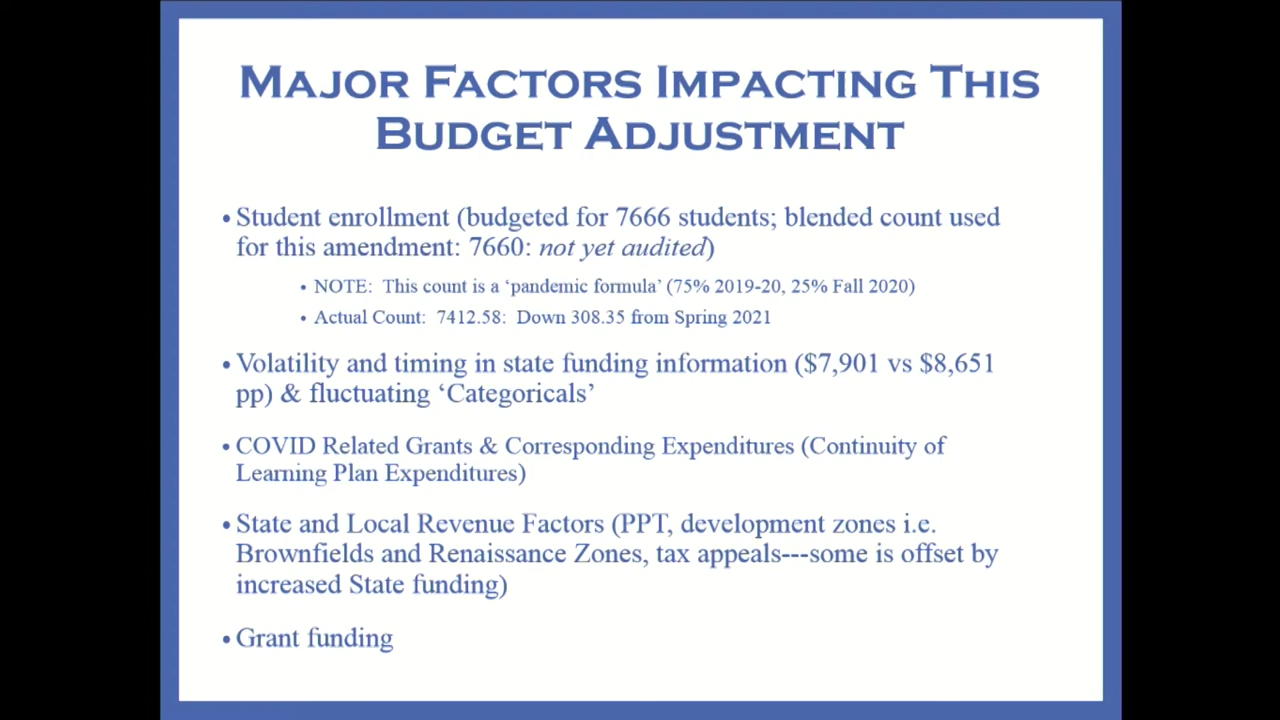 MAJOR FACTORS IMPACTING THIS
BUDGET ADJUSTMENT
• Student enrollment (budgeted for 7666 students; blended count used
for this amendment: 7660: not yet audited)
• NOTE: This count is a ‘pandemic formula’ (75% 2019-20, 25% Fall 2020)
• Actual Count: 7412.58: Down 308.35 from Spring 2021
• Volatility and timing in state funding information ($7,901 vs $8,651
pp) & fluctuating ‘Categoricals’
• COVID Related Grants & Corresponding Expenditures (Continuity of
Learning Plan Expenditures)
• State and Local Revenue Factors (PPT, development zones i.e.
Brownfields and Renaissance Zones, tax appeals---some is offset by
increased State funding)
• Grant funding